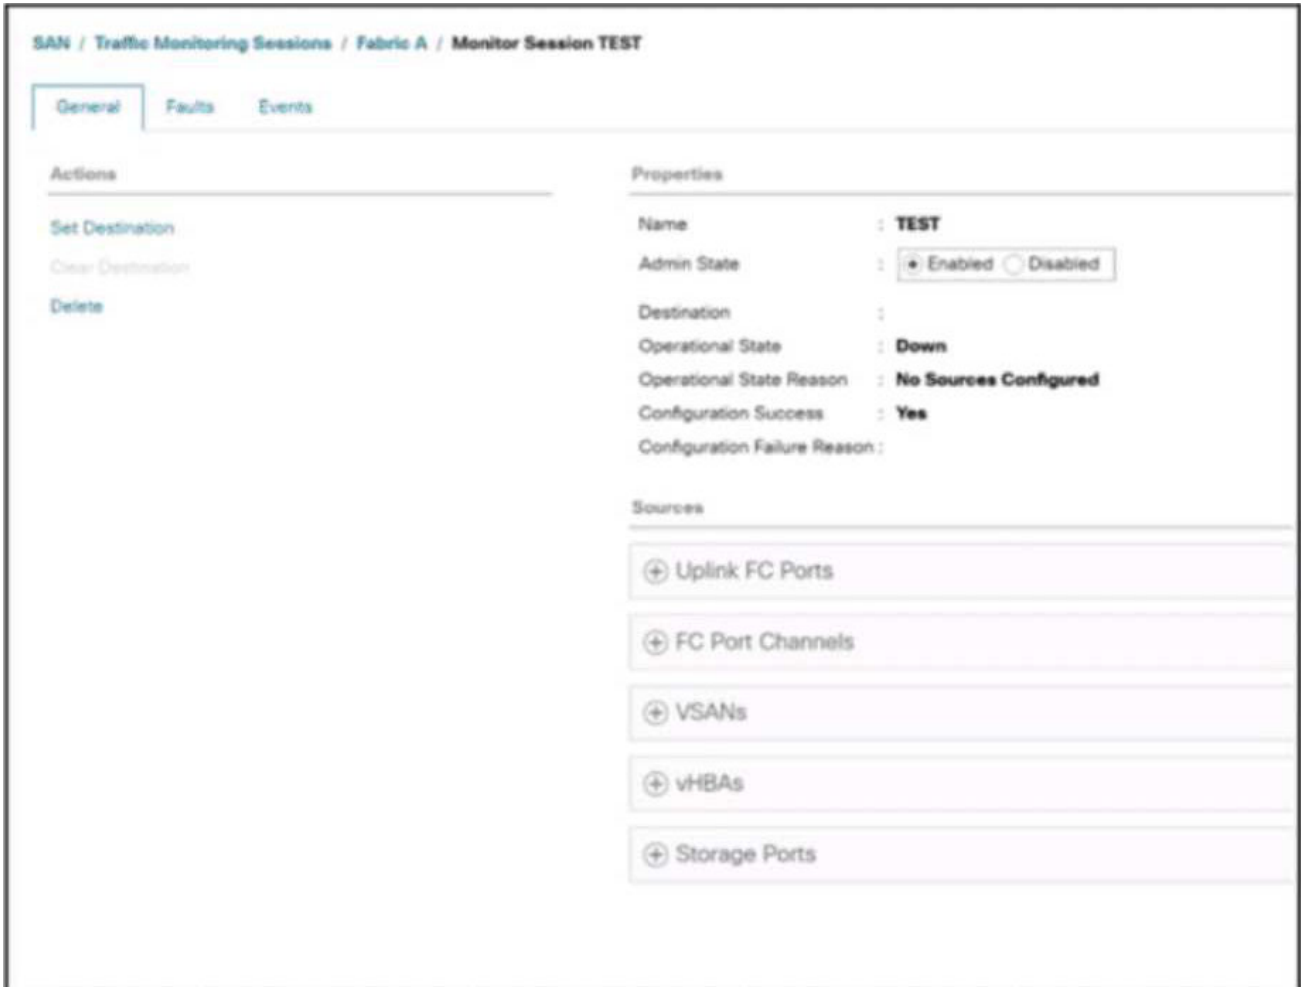 SAN / Traffic Monitoring Sessions / Fabric A / Monitor Session TEST
General Faults Events
Actions
Set Destination
Clear Destination
Delete
Properties
Name : TEST
Admin State : Enabled Disabled
Destination :
Operational State : Down
Operational State Reason : No Sources Configured
Configuration Success : Yes
Configuration Failure Reason :
Sources
Uplink FC Ports
FC Port Channels
VSANs
vHBAs
Storage Ports